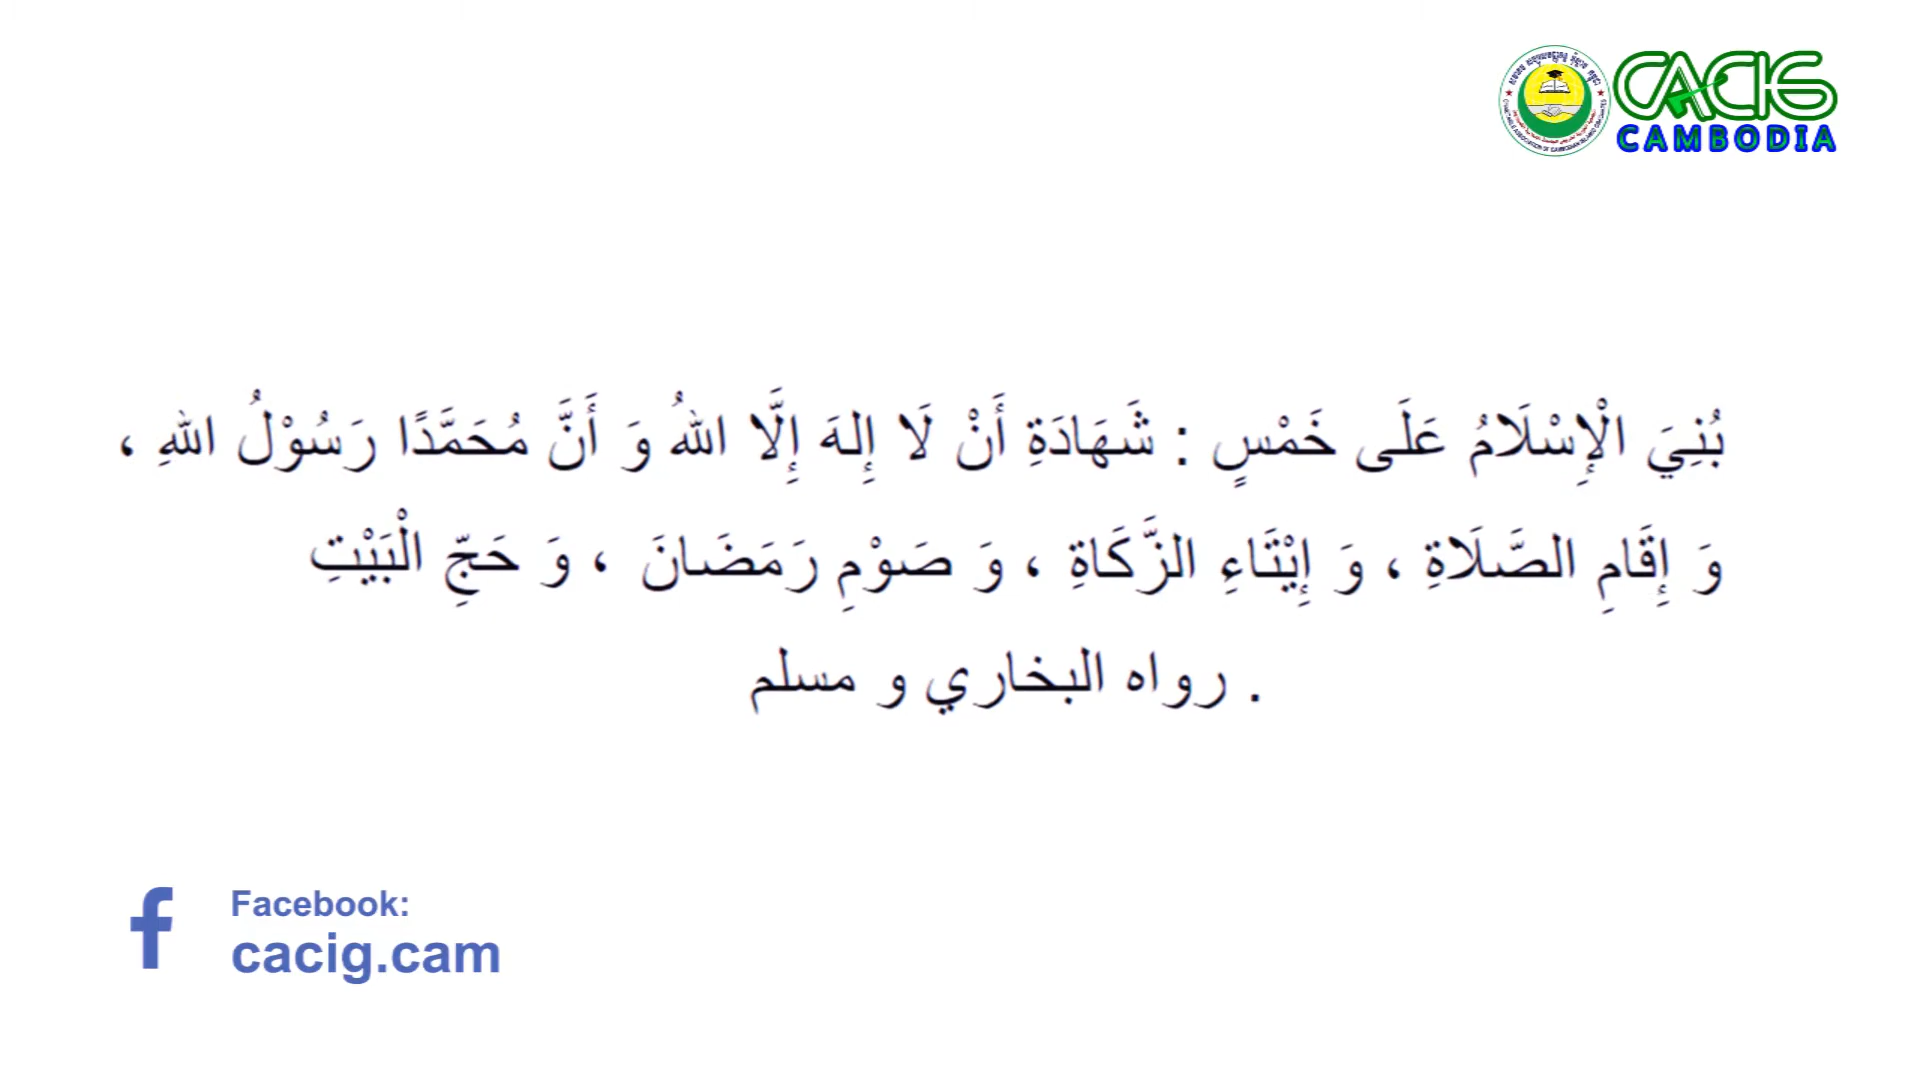 CACIG
CAMBODIA
بُنِيَ الْإِسْلَامُ عَلَى خَمْسٍ : شَهَادَةِ أَنْ لَا إِلهَ إِلَّا اللهُ وَ أَنَّ مُحَمَّدًا رَسُوْلُ اللهِ ،
وَ إِقَامِ الصَّلَاةِ ، وَ إِيْتَاءِ الزَّكَاةِ ، وَ صَوْمِ رَمَضَانَ ، وَ حَجِّ الْبَيْتِ
. رواه البخاري و مسلم
Facebook:
cacig.cam